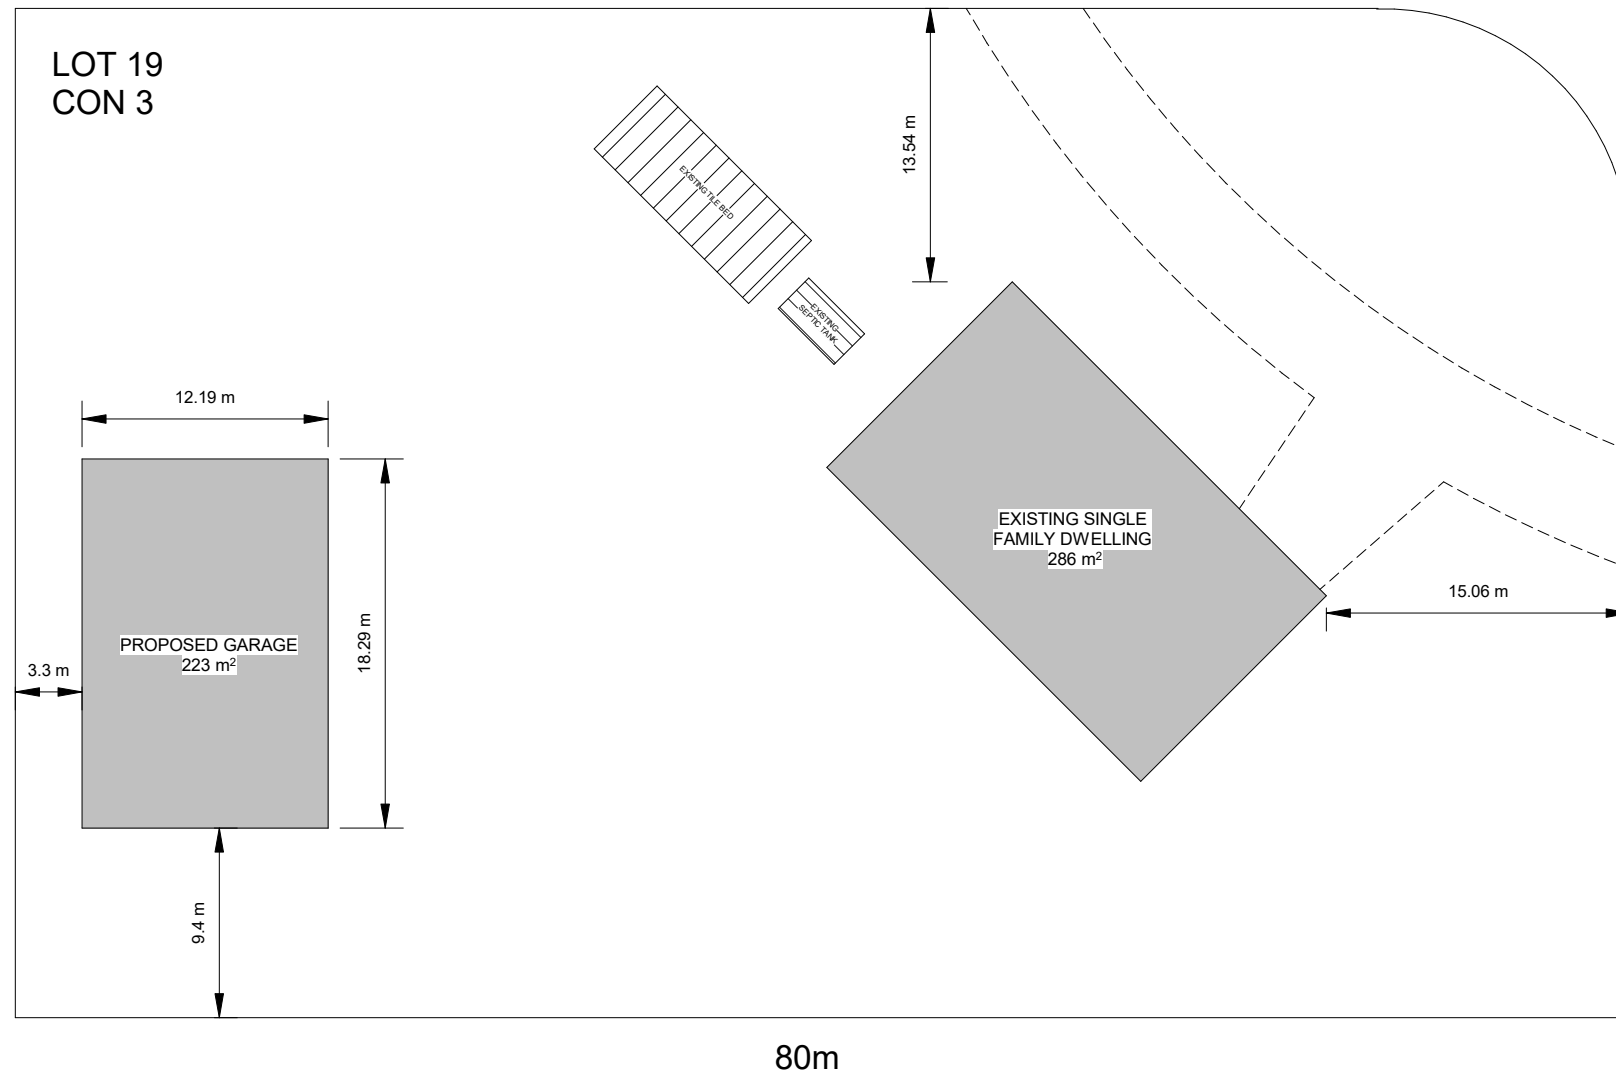 LOT 19
CON 3
13.54 m
EXISTING TILE BED
EXISTING
SEPTIC TANK
12.19 m
EXISTING SINGLE
FAMILY DWELLING
286 m²
15.06 m
18.29 m
PROPOSED GARAGE
223 m²
3.3 m
9.4 m
80m